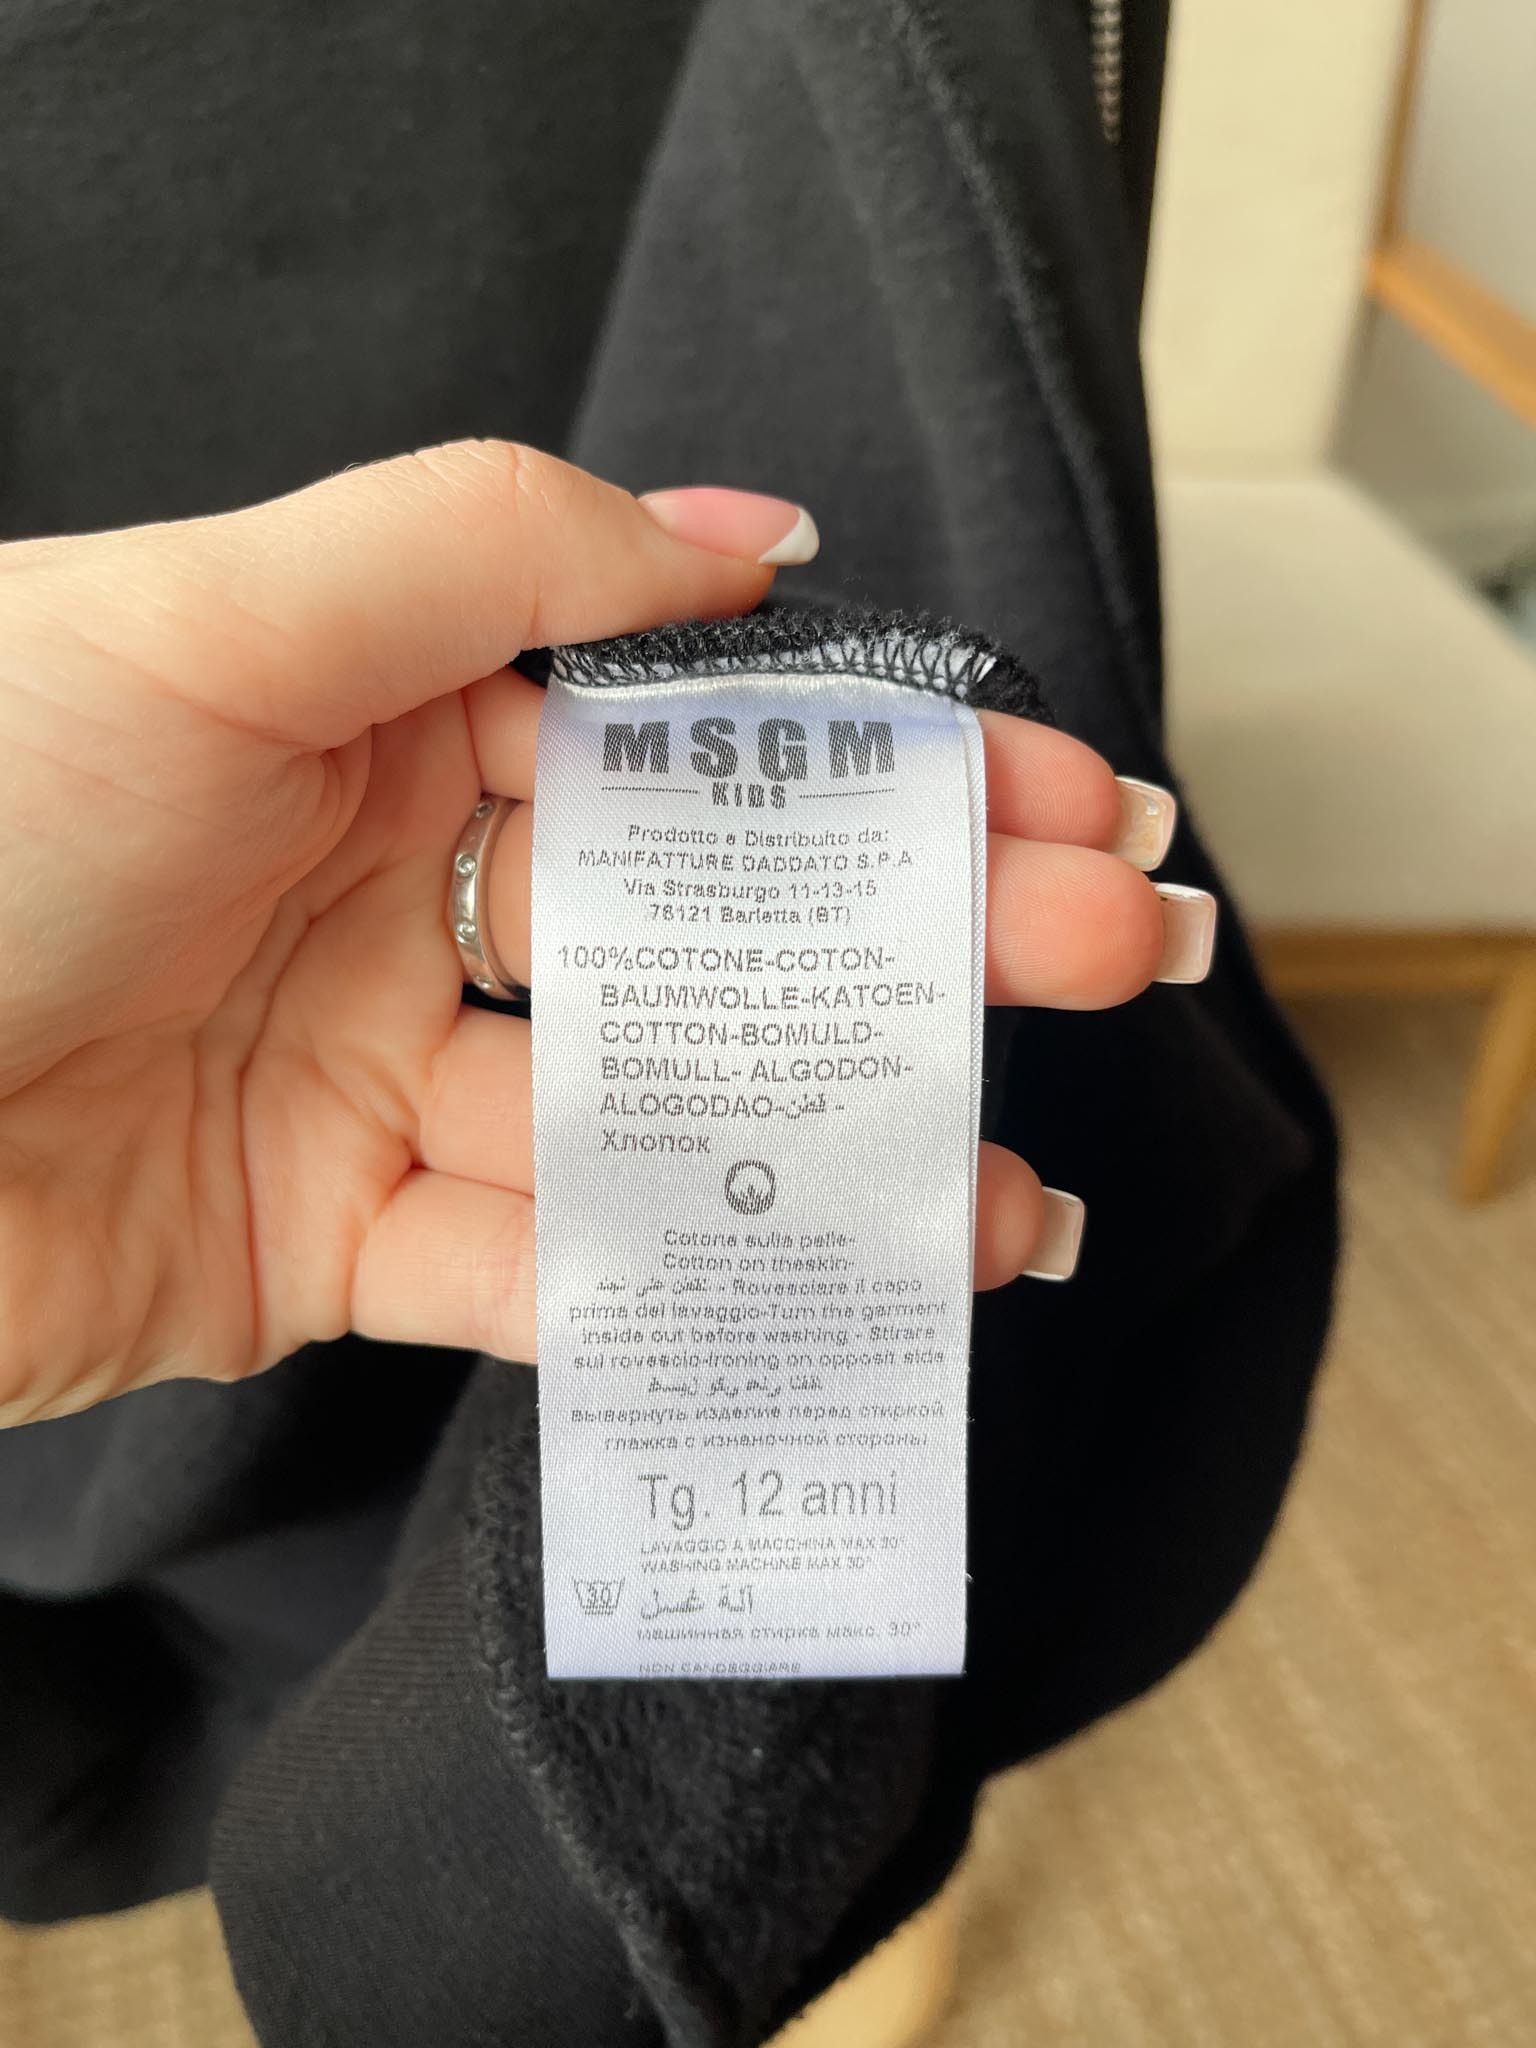 MSGM
KIDS
Prodotto e Distribuito da:
MANIFATTURE DADDATO S.P.A
Via Strasburgo 11-13-15
76121 Barletta (BT)
100%COTONE-COTON-
BAUMWOLLE-KATOEN-
COTTON-BOMULD-
BOMULL- ALGODON-
ALOGODAO-قطن -
Хлопок
Cotone sulla pelle-
Cotton on theskin-
- Rovesciare il capo
prima del lavaggio-Turn the garment
inside out before washing - Stirare
sul rovescio-Ironing on opposit side
вывернуть изделие перед стиркой
глажка с изнаночной стороны
Tg. 12 anni
LAVAGGIO A MACCHINA MAX 30°
WASHING MACHINE MAX 30°
30
آلة غسل
машинная стирка макс. 30°
NON CANDEGGIARE